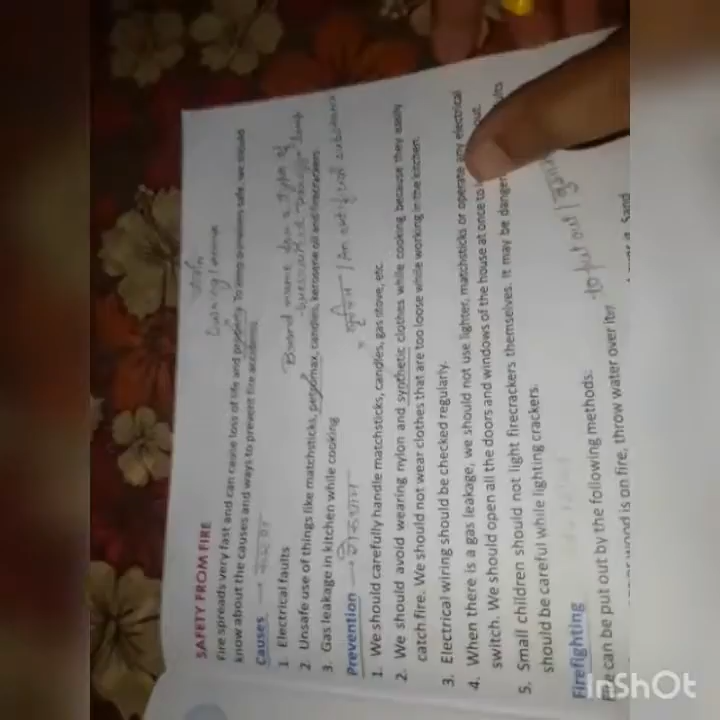 SAFETY FROM FIRE
Fire spreads very fast and can cause loss of life and property. To keep ourselves safe, we should
know about the causes and ways to prevent fire accidents.
Causes →
1. Electrical faults
2. Unsafe use of things like matchsticks, petromax, candles, kerosene oil and firecrackers.
3. Gas leakage in kitchen while cooking
Prevention → रोकथाम
1. We should carefully handle matchsticks, candles, gas stove, etc.
2. We should avoid wearing nylon and synthetic clothes while cooking because they easily
catch fire. We should not wear clothes that are too loose while working in the kitchen.
3. Electrical wiring should be checked regularly.
4. When there is a gas leakage, we should not use lighter, matchsticks or operate any electrical
switch. We should open all the doors and windows of the house at once to out.
5. Small children should not light firecrackers themselves. It may be danger ults
should be careful while lighting crackers.
Firefighting
Fire can be put out by the following methods: to put out /
wood is on fire, throw water over it. Sand
InShOt